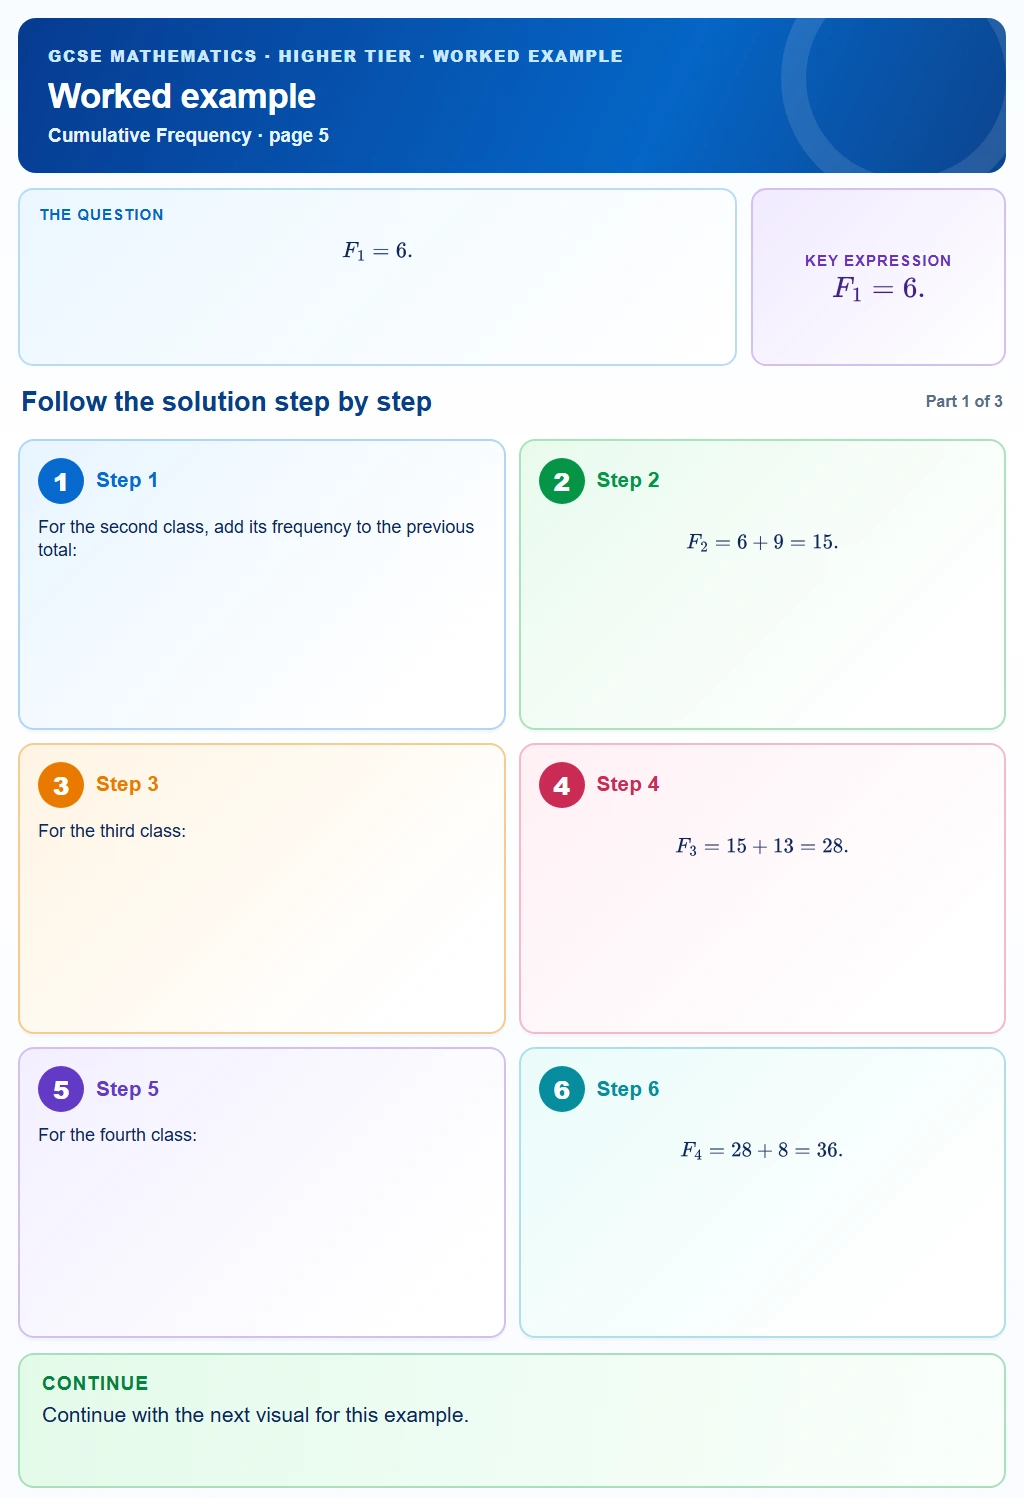 GCSE MATHEMATICS · HIGHER TIER · WORKED EXAMPLE
Worked example
Cumulative Frequency · page 5
THE QUESTION
F₁ = 6.
KEY EXPRESSION
F₁ = 6.
Follow the solution step by step
Part 1 of 3
1 Step 1
For the second class, add its frequency to the previous
total:
2 Step 2
F₂ = 6 + 9 = 15.
3 Step 3
For the third class:
4 Step 4
F₃ = 15 + 13 = 28.
5 Step 5
For the fourth class:
6 Step 6
F₄ = 28 + 8 = 36.
CONTINUE
Continue with the next visual for this example.